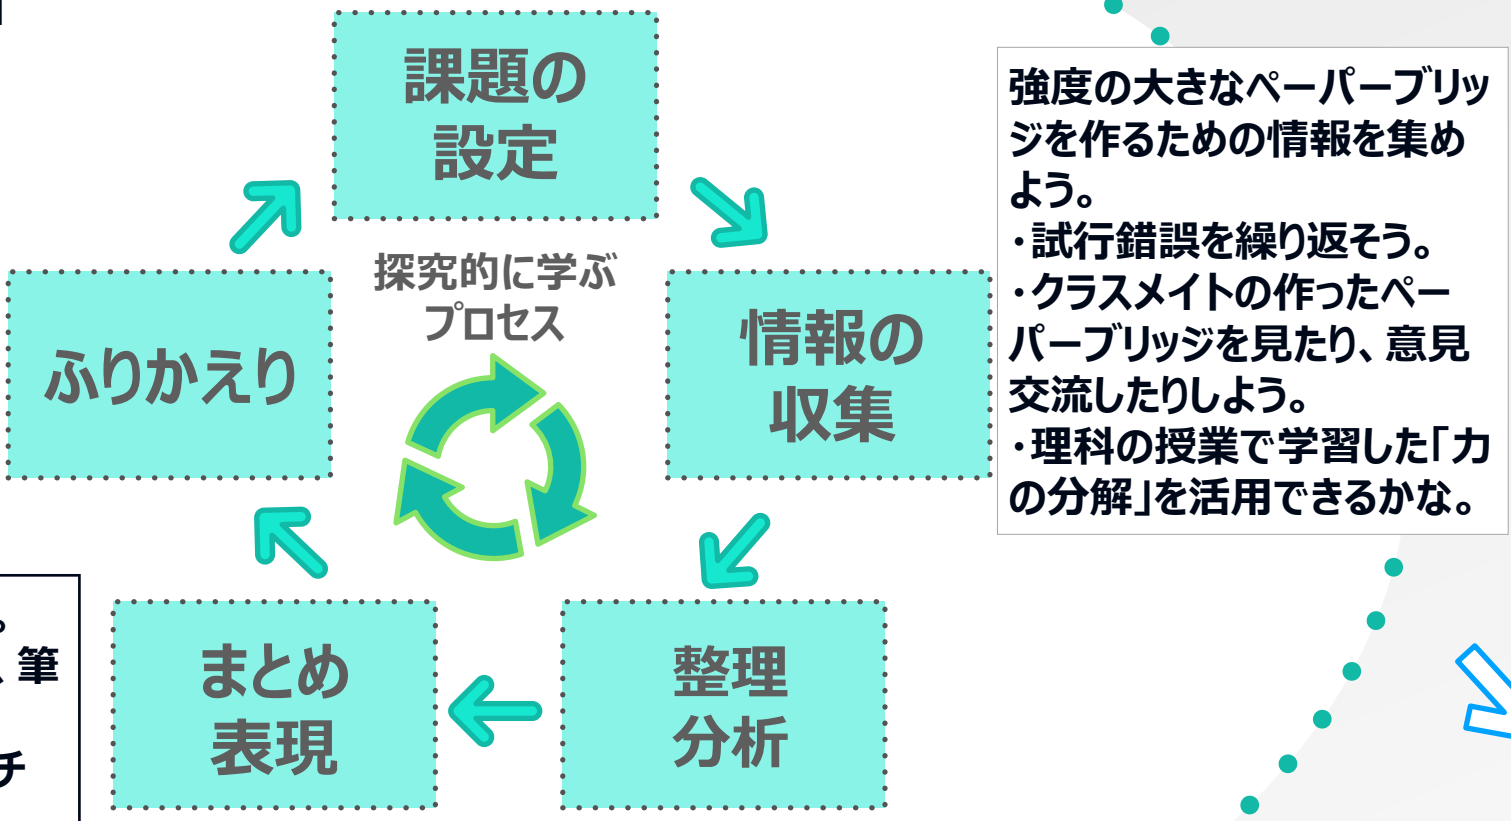 課題の
設定
探究的に学ぶ
プロセス
ふりかえり
情報の
収集
まとめ
表現
整理
分析
強度の大きなペーパーブリッ
ジを作るための情報を集め
よう。
・試行錯誤を繰り返そう。
・クラスメイトの作ったペー
パーブリッジを見たり、意見
交流したりしよう。
・理科の授業で学習した「力
の分解」を活用できるかな。
。
、筆
チ